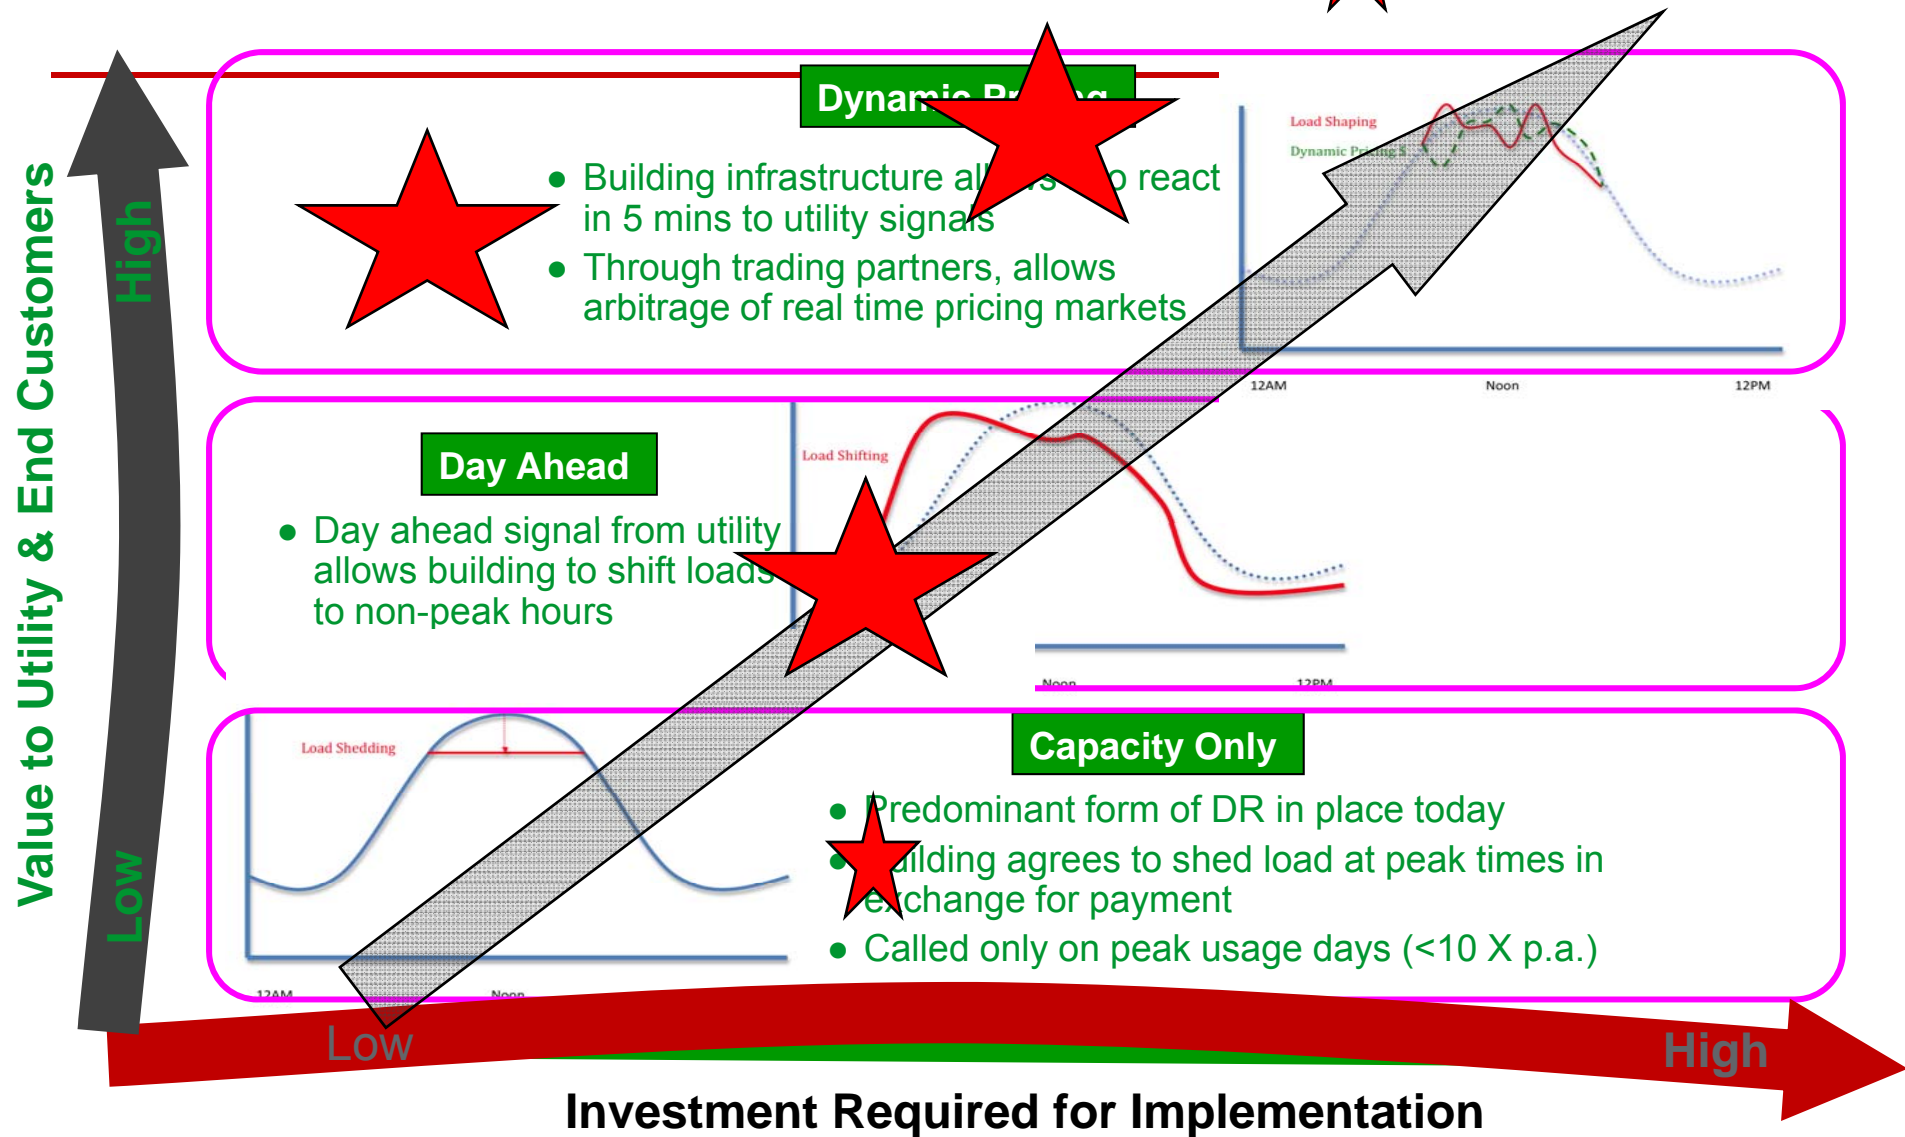 Dynamic
Load Shaping
Dynamic Pricing $
● Building infrastructure to react
in 5 mins to utility signals
● Through trading partners, allows
arbitrage of real time pricing markets
12AM Noon 12PM
High
Value to Utility & End Customers
Day Ahead
Load Shifting
● Day ahead signal from utility
allows building to shift loads
to non-peak hours
Noon 12PM
Load Shedding
Capacity Only
● Predominant form of DR in place today
● Building agrees to shed load at peak times in
exchange for payment
● Called only on peak usage days (<10 X p.a.)
Low
12AM Noon
Low High
Investment Required for Implementation